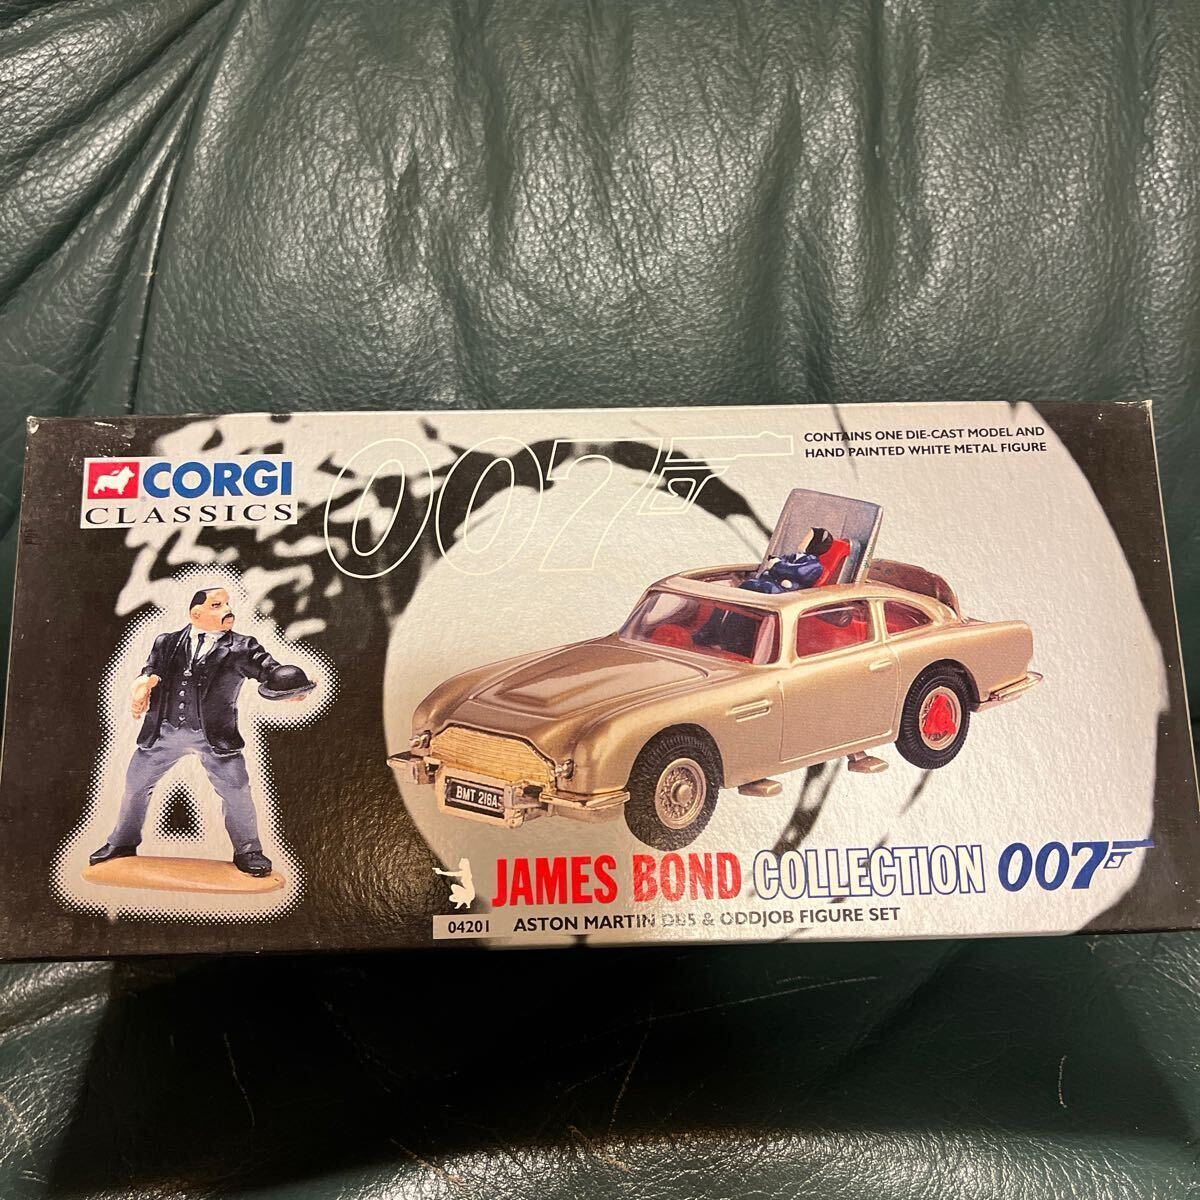 CORGI
CLASSICS
007
CONTAINS ONE DIE-CAST MODEL AND
HAND PAINTED WHITE METAL FIGURE
BMT 216A
JAMES BOND COLLECTION 007
04201 ASTON MARTIN DB5 & ODDJOB FIGURE SET